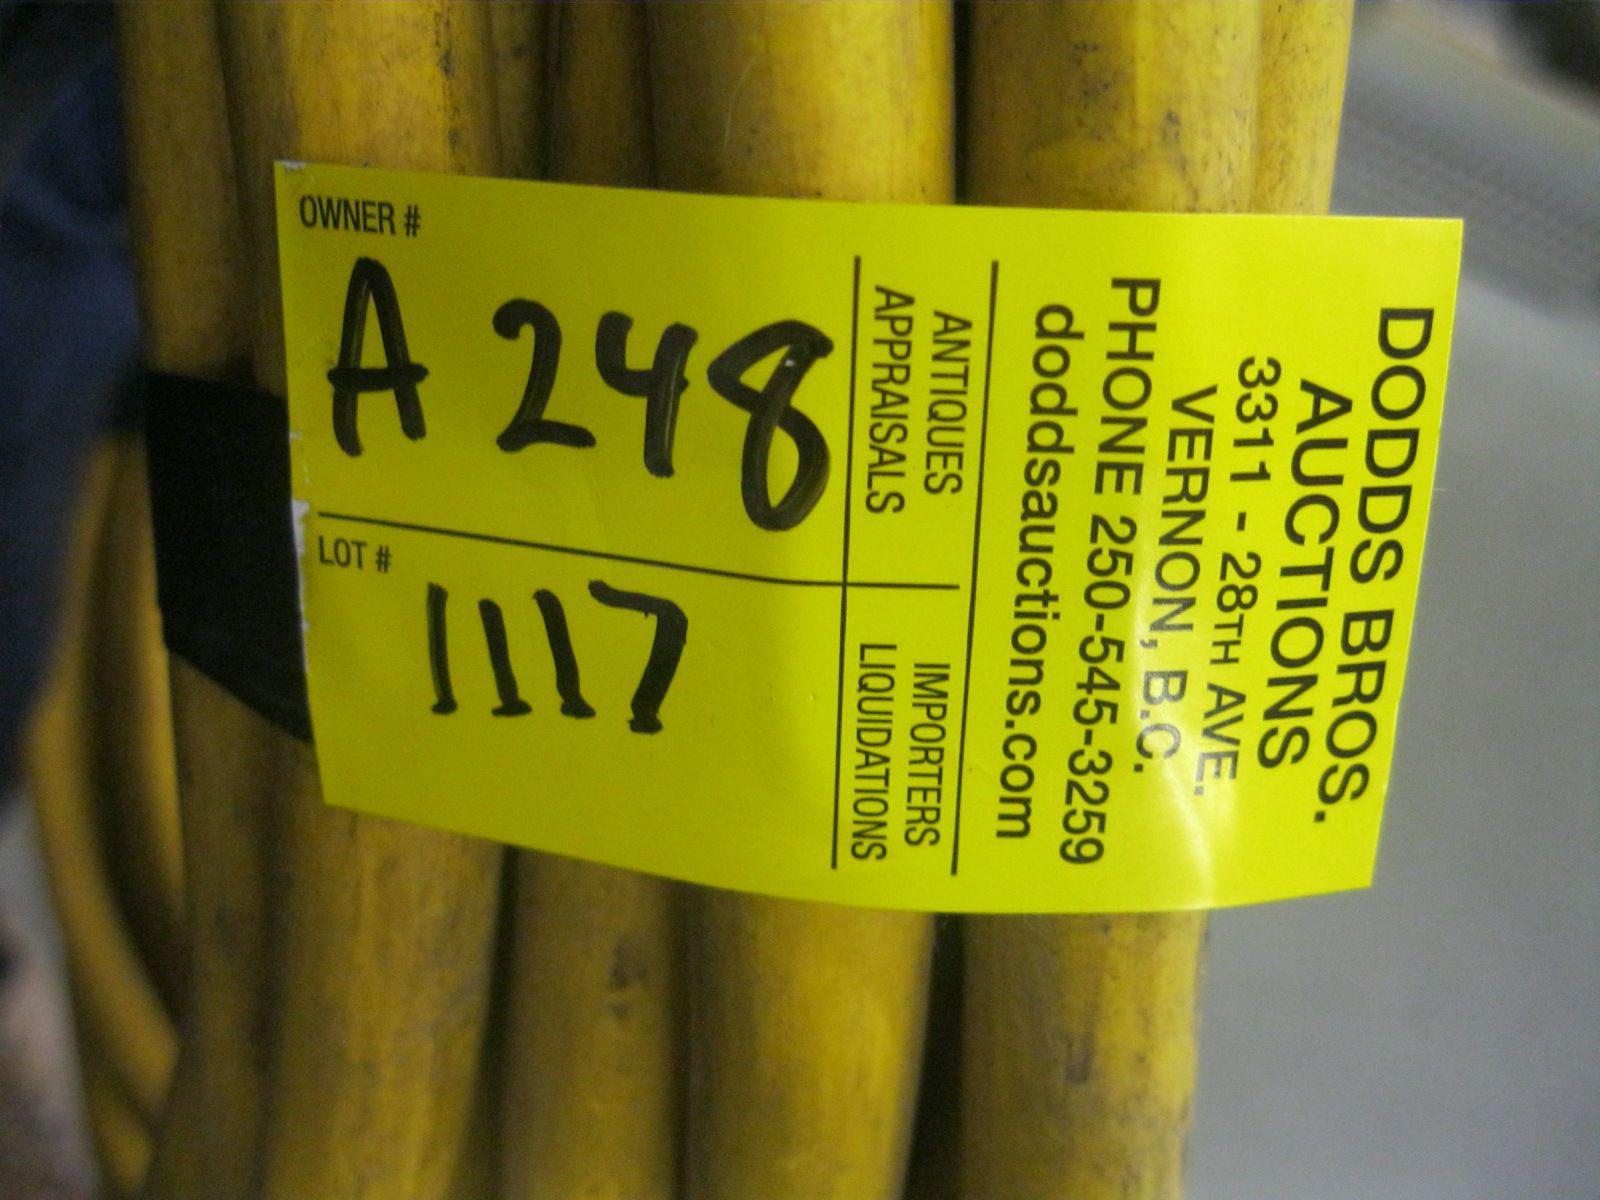 DODDS BROS.
AUCTIONS
3311 - 28TH AVE.
VERNON, B.C.
PHONE 250-545-3259
doddsauctions.com
ANTIQUES
APPRAISALS
IMPORTERS
LIQUIDATIONS
OWNER #
A 248
LOT #
1117